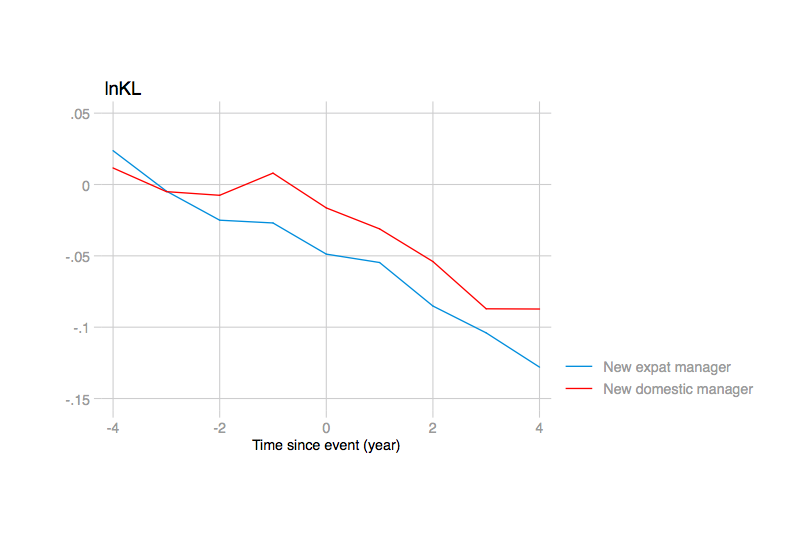 lnKL
.05
0
-.05
-.1
-.15
-4 -2 0 2 4
Time since event (year)
New expat manager
New domestic manager